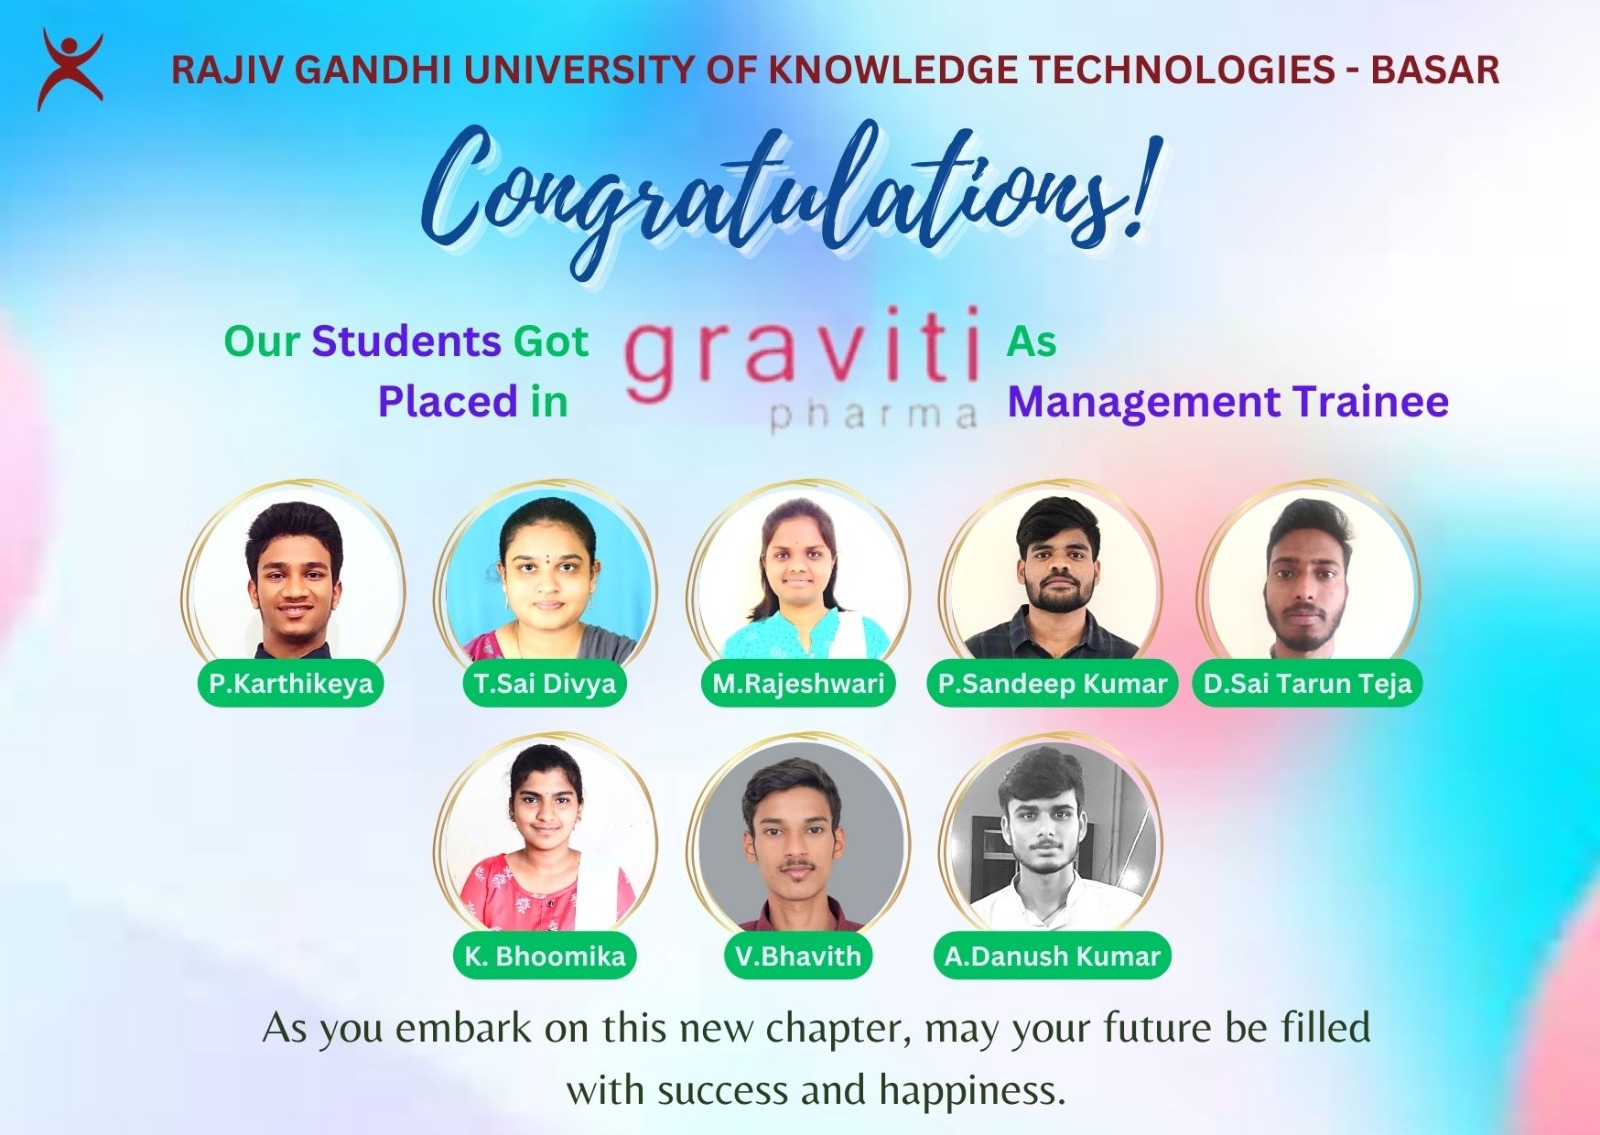 RAJIV GANDHI UNIVERSITY OF KNOWLEDGE TECHNOLOGIES - BASAR
Congratulations!
Our Students Got
Placed in
graviti
pharma
As
Management Trainee
P.Karthikeya
T.Sai Divya
M.Rajeshwari
P.Sandeep Kumar
D.Sai Tarun Teja
K. Bhoomika
V.Bhavith
A.Danush Kumar
As you embark on this new chapter, may your future be filled
with success and happiness.